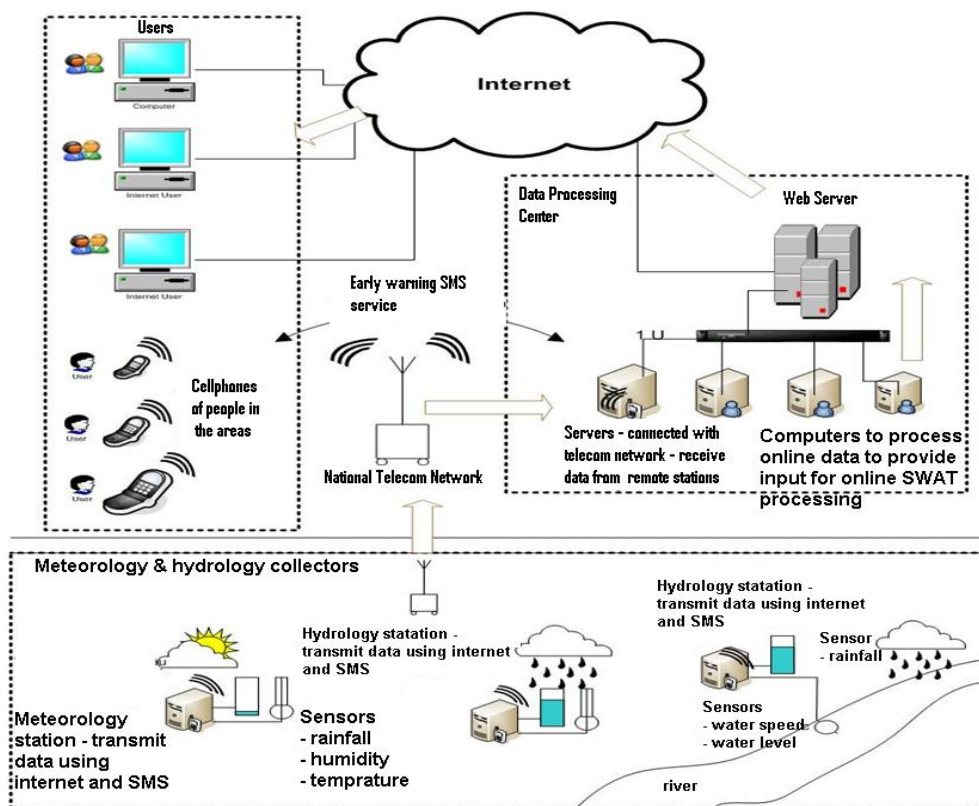 Users
Computer
Internet User
Internet User
User
User
User
Cellphones
of people in
the areas
Internet
Early warning SMS
service
National Telecom Network
Data Processing
Center
Web Server
1 U
Servers - connected with
telecom network - receive
data from remote stations
Computers to process
online data to provide
input for online SWAT
processing
Meteorology & hydrology collectors
Meteorology
station - transmit
data using
internet and SMS
Hydrology statation -
transmit data using internet
and SMS
Sensors
- rainfall
- humidity
- temprature
Hydrology statation -
transmit data using internet
and SMS
Sensor
- rainfall
Sensors
- water speed
- water level
river